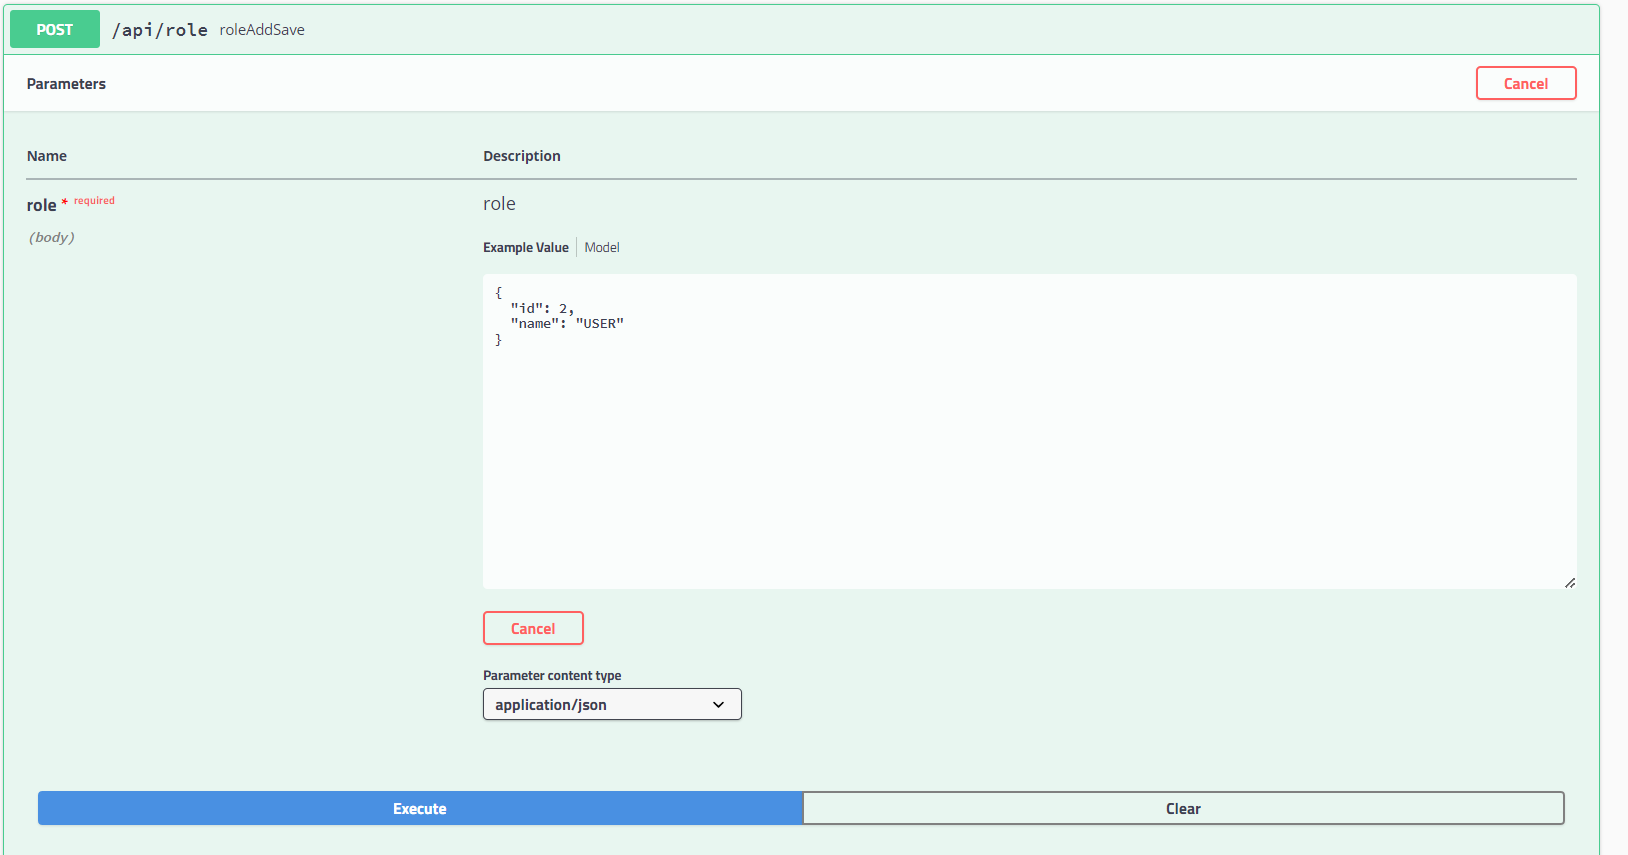 POST /api/role roleAddSave
Parameters Cancel
Name Description
role * required role
(body)
Example Value Model
{
  "id": 2,
  "name": "USER"
}
Cancel
Parameter content type
application/json
Execute Clear